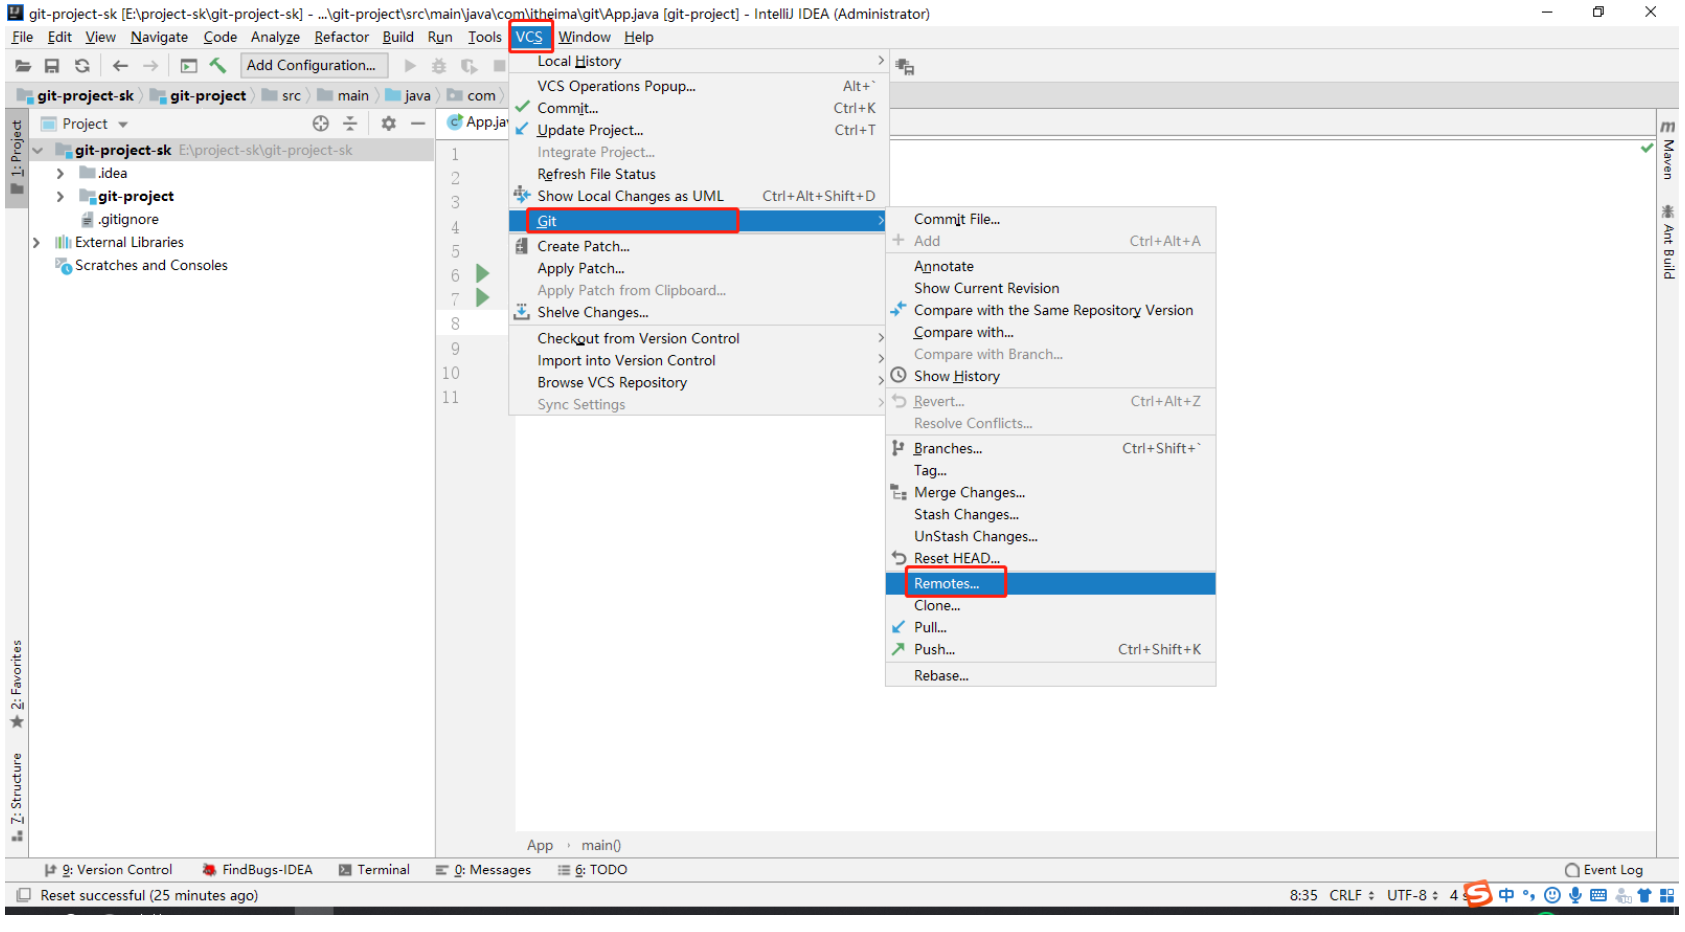 git-project-sk [E:\project-sk\git-project-sk] - ...\git-project\src\main\java\com\itheima\git\App.java [git-project] - IntelliJ IDEA (Administrator)
File Edit View Navigate Code Analyze Refactor Build Run Tools VCS Window Help
Add Configuration...
git-project-sk git-project src main java com
Project
App.ja
1: Project
git-project-sk E:\project-sk\git-project-sk
.idea
git-project
.gitignore
External Libraries
Scratches and Consoles
1
2
3
4
5
6
7
8
9
10
11
Local History
VCS Operations Popup... Alt+`
Commit... Ctrl+K
Update Project... Ctrl+T
Integrate Project...
Refresh File Status
Show Local Changes as UML Ctrl+Alt+Shift+D
Git
Create Patch...
Apply Patch...
Apply Patch from Clipboard...
Shelve Changes...
Checkout from Version Control
Import into Version Control
Browse VCS Repository
Sync Settings
Commit File...
Add Ctrl+Alt+A
Annotate
Show Current Revision
Compare with the Same Repository Version
Compare with...
Compare with Branch...
Show History
Revert... Ctrl+Alt+Z
Resolve Conflicts...
Branches... Ctrl+Shift+`
Tag...
Merge Changes...
Stash Changes...
UnStash Changes...
Reset HEAD...
Remotes...
Clone...
Pull...
Push... Ctrl+Shift+K
Rebase...
m Maven
Ant Build
2: Favorites
7: Structure
App › main()
9: Version Control FindBugs-IDEA Terminal 0: Messages 6: TODO Event Log
Reset successful (25 minutes ago) 8:35 CRLF UTF-8 4 s 中